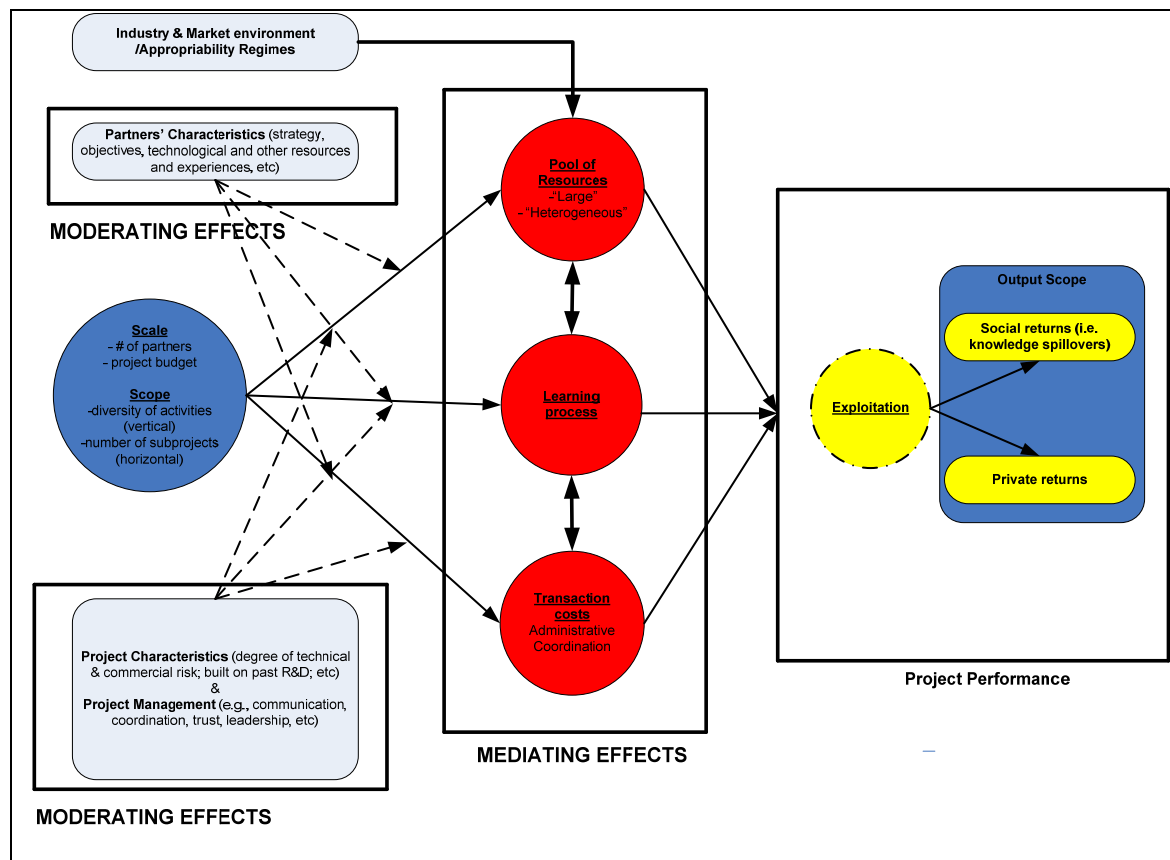 Industry & Market environment
/Appropriability Regimes
Partners' Characteristics (strategy,
objectives, technological and other resources
and experiences, etc)
MODERATING EFFECTS
Scale
- # of partners
- project budget
Scope
-diversity of activities
(vertical)
-number of subprojects
(horizontal)
Project Characteristics (degree of technical
& commercial risk; built on past R&D; etc)
&
Project Management (e.g., communication,
coordination, trust, leadership, etc)
MODERATING EFFECTS
Pool of
Resources
- "Large"
- "Heterogeneous"
Learning
process
Transaction
costs
Administrative
Coordination
MEDIATING EFFECTS
Exploitation
Output Scope
Social returns (i.e.
knowledge spillovers)
Private returns
Project Performance